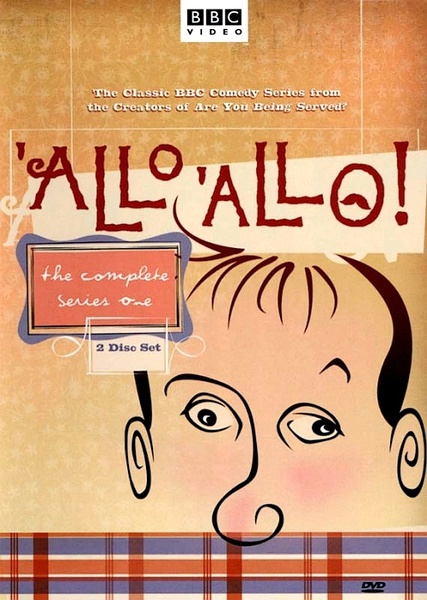 BBC
VIDEO
'The Classic BBC Comedy Series from
the Creators of Are You Being Served?'
'ALLO 'ALLO!
the complete
series one
2 Disc Set
DVD